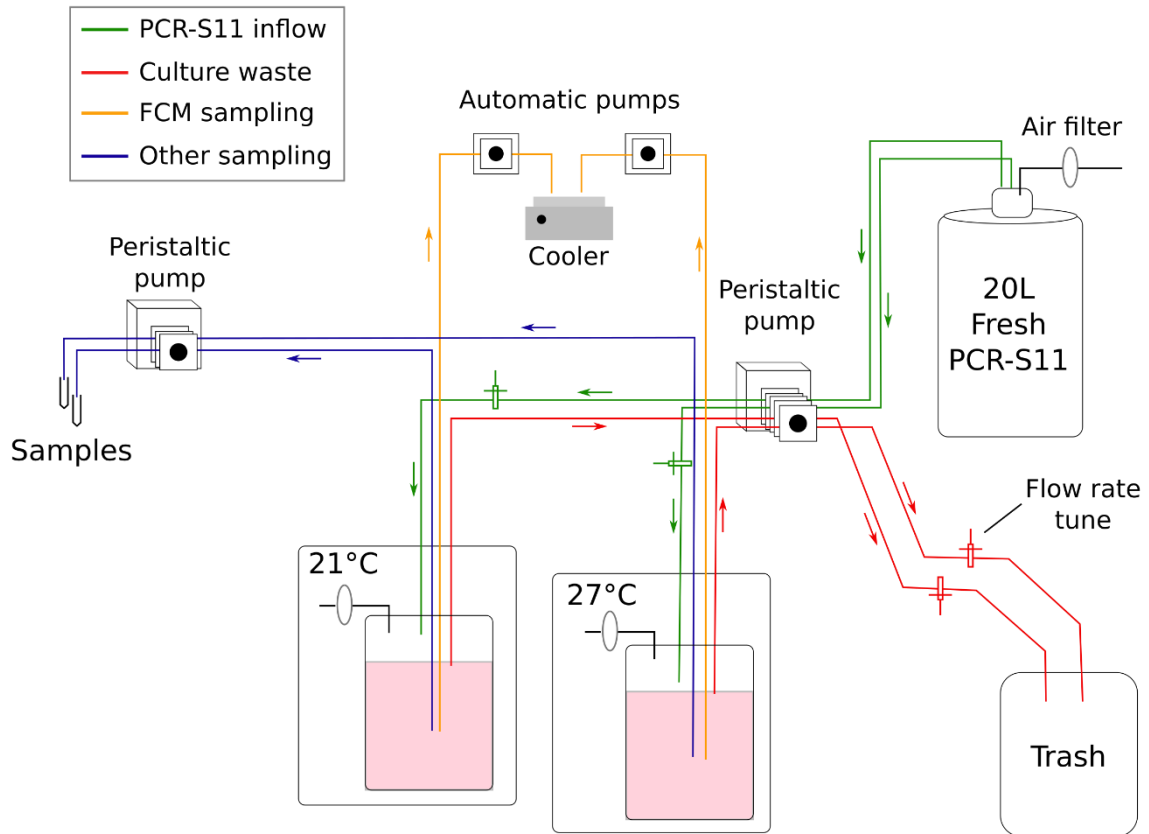 PCR-S11 inflow
Culture waste
FCM sampling
Other sampling
Automatic pumps
Air filter
Cooler
Peristaltic
pump
Peristaltic
pump
20L
Fresh
PCR-S11
Samples
Flow rate
tune
21°C
27°C
Trash